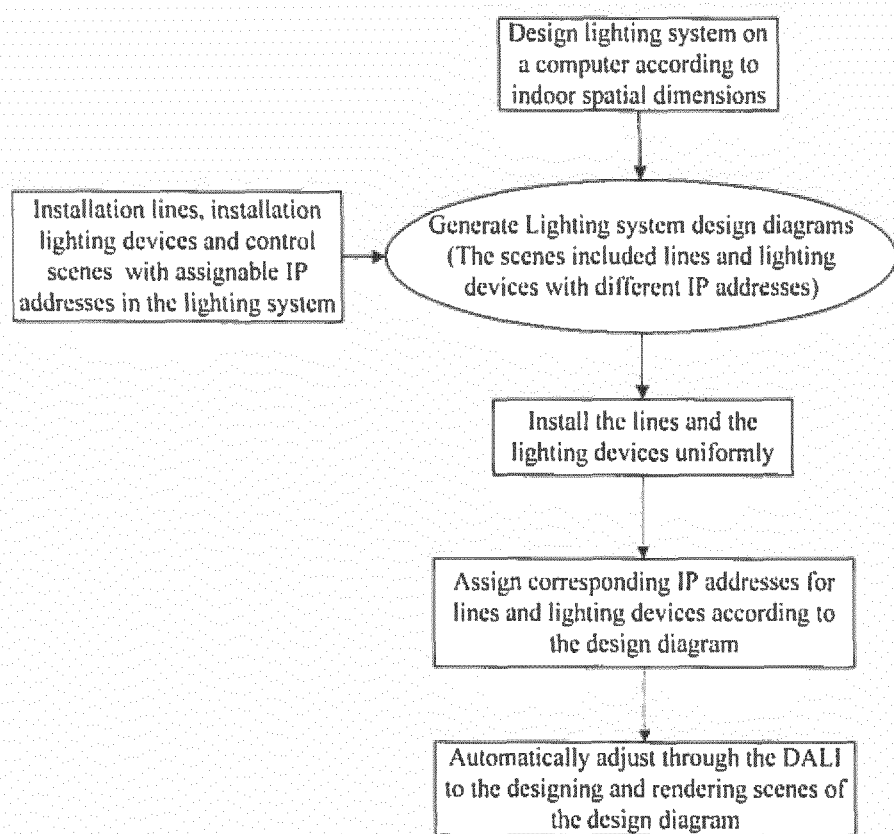 Design lighting system on
a computer according to
indoor spatial dimensions
Installation lines, installation
lighting devices and control
scenes with assignable IP
addresses in the lighting system
Generate Lighting system design diagrams
(The scenes included lines and lighting
devices with different IP addresses)
Install the lines and the
lighting devices uniformly
Assign corresponding IP addresses for
lines and lighting devices according to
the design diagram
Automatically adjust through the DALI
to the designing and rendering scenes of
the design diagram